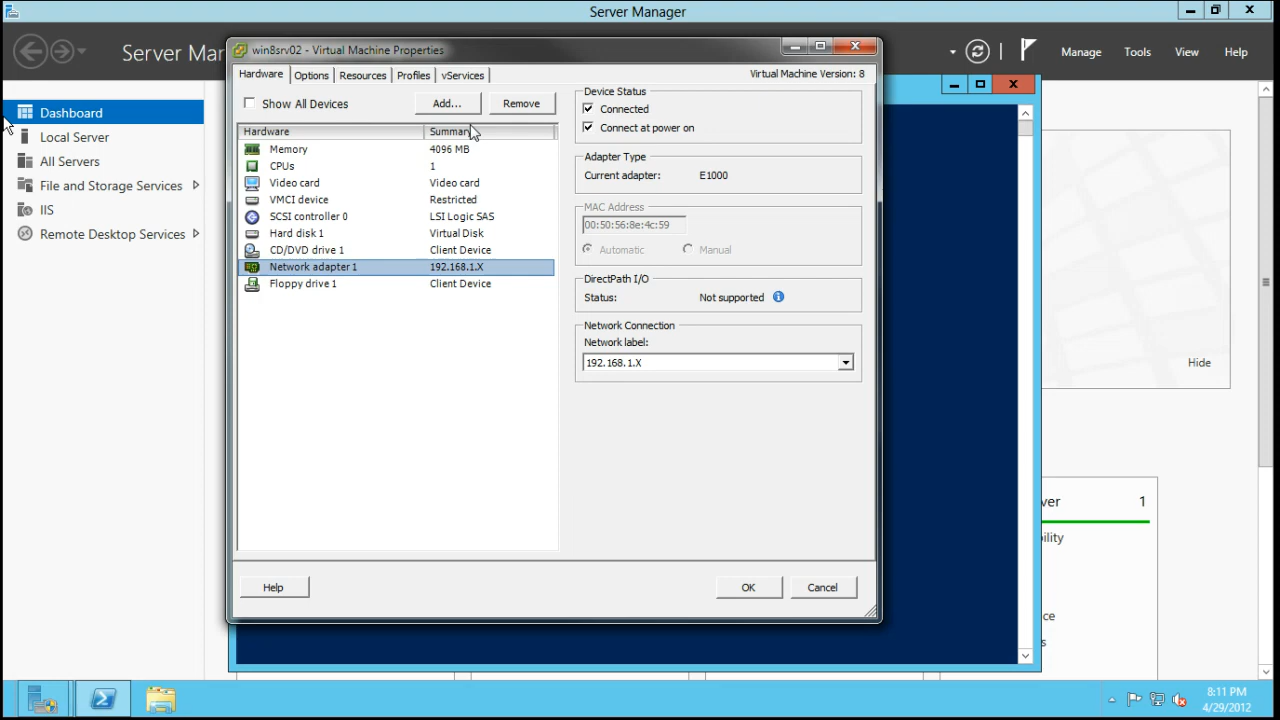 Server Manager
Server Mar
Manage Tools View Help
win8srv02 - Virtual Machine Properties
Hardware Options Resources Profiles vServices
Virtual Machine Version: 8
Show All Devices Add... Remove
Hardware Summary
Memory 4096 MB
CPUs 1
Video card Video card
VMCI device Restricted
SCSI controller 0 LSI Logic SAS
Hard disk 1 Virtual Disk
CD/DVD drive 1 Client Device
Network adapter 1 192.168.1.X
Floppy drive 1 Client Device
Device Status
Connected
Connect at power on
Adapter Type
Current adapter: E1000
MAC Address
00:50:56:8e:4c:59
Automatic Manual
DirectPath I/O
Status: Not supported
Network Connection
Network label:
192.168.1.X
Help OK Cancel
Dashboard
Local Server
All Servers
File and Storage Services
IIS
Remote Desktop Services
Hide
ver 1
bility
ce
s
8:11 PM
4/29/2012